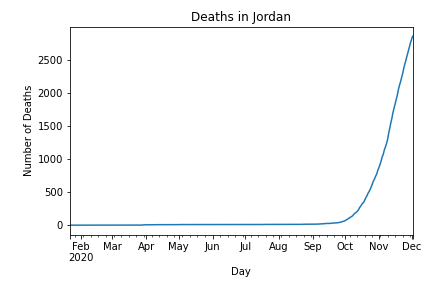 Deaths in Jordan
Number of Deaths
2500
2000
1500
1000
500
0
Feb Mar Apr May Jun Jul Aug Sep Oct Nov Dec
2020
Day